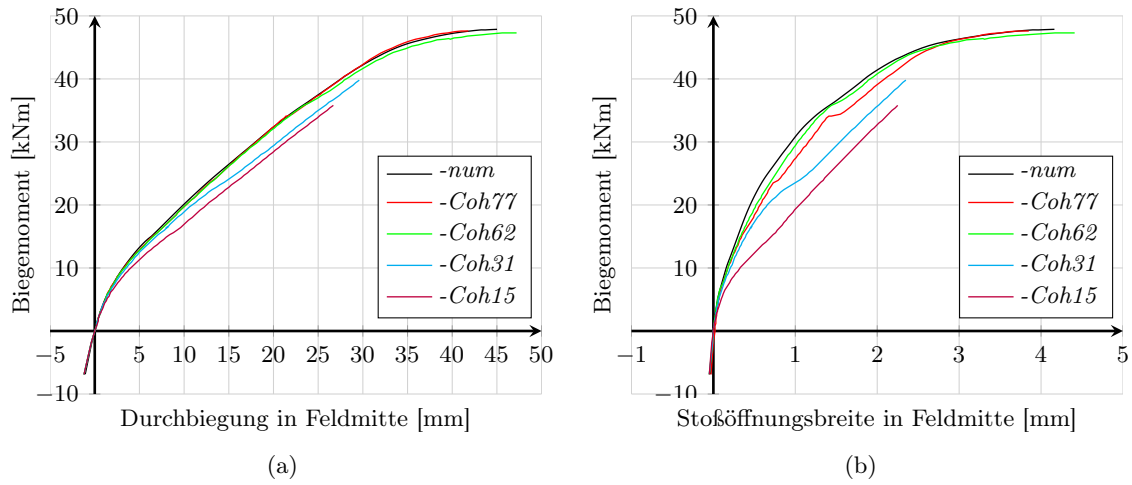 50
40
30
20
10
−10
−5
5
10
15
20
25
30
35
40
45
50
Biegemoment [kNm]
Durchbiegung in Feldmitte [mm]
-num
-Coh77
-Coh62
-Coh31
-Coh15
(a)
50
40
30
20
10
−10
−1
1
2
3
4
5
Biegemoment [kNm]
Stoßöffnungsbreite in Feldmitte [mm]
-num
-Coh77
-Coh62
-Coh31
-Coh15
(b)